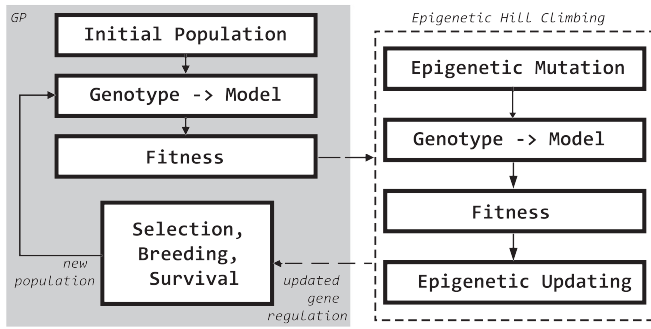 GP
Initial Population
Genotype -> Model
Fitness
Selection,
Breeding,
Survival
new
population
updated
gene
regulation
Epigenetic Hill Climbing
Epigenetic Mutation
Genotype -> Model
Fitness
Epigenetic Updating